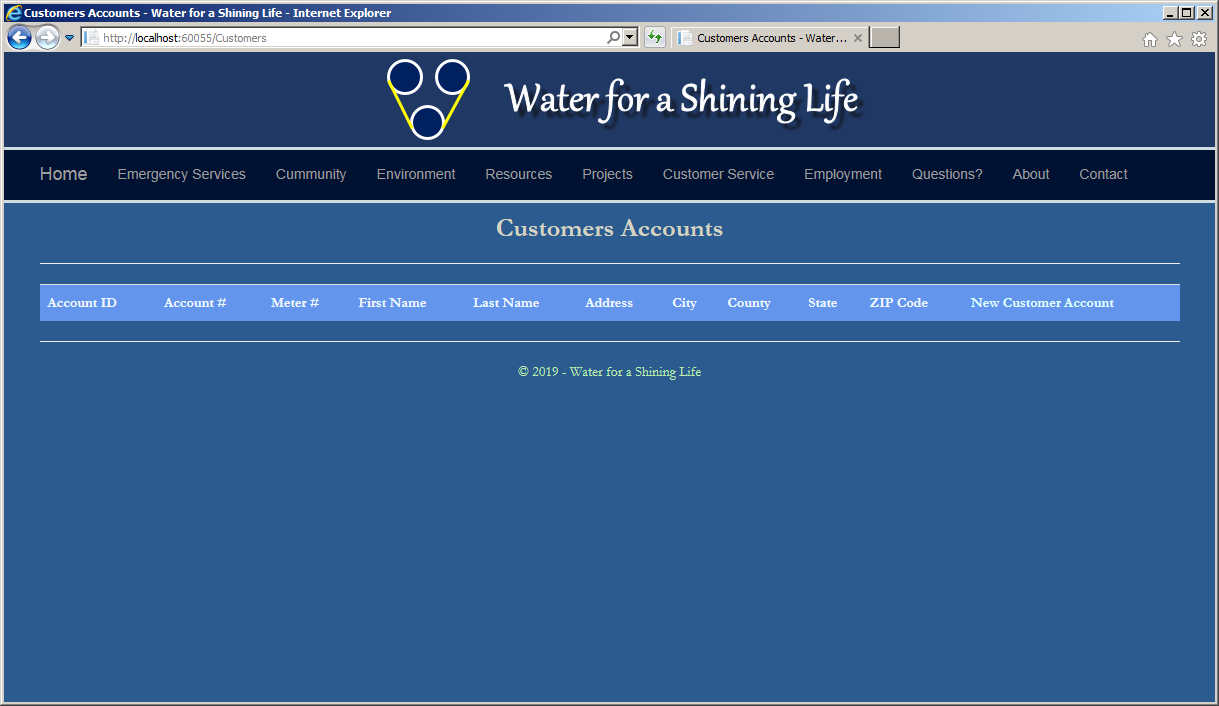 Customers Accounts - Water for a Shining Life - Internet Explorer
http://localhost:60055/Customers
Customers Accounts - Water...
Water for a Shining Life
Home Emergency Services Cummunity Environment Resources Projects Customer Service Employment Questions? About Contact
Customers Accounts
Account ID Account # Meter # First Name Last Name Address City County State ZIP Code New Customer Account
© 2019 - Water for a Shining Life